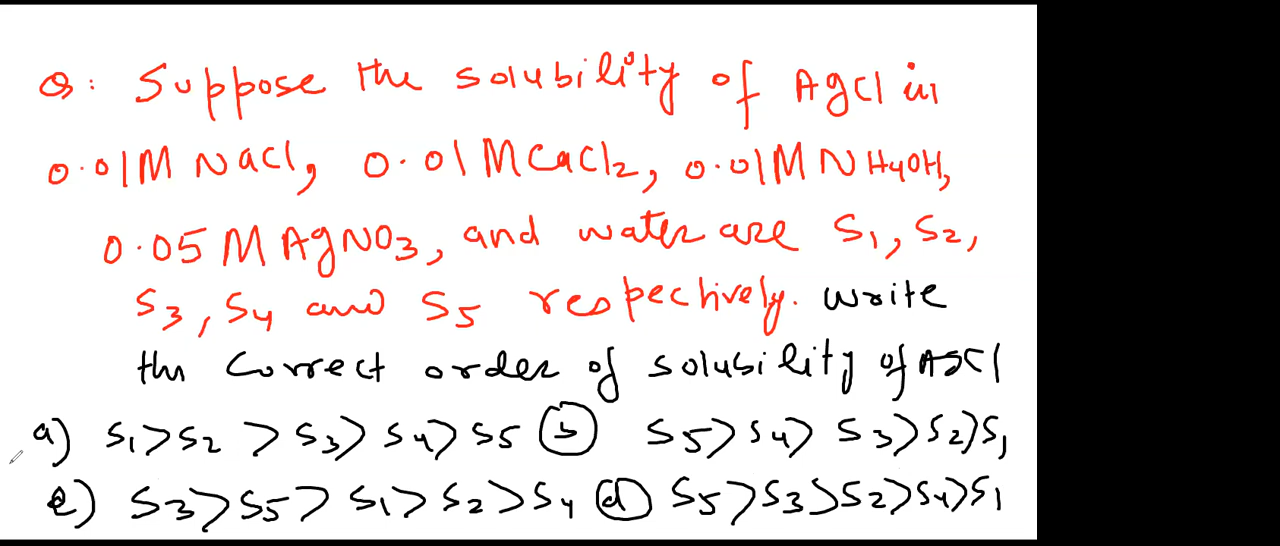 Q: Suppose the solubility of AgCl in
0.01M NaCl, 0.01MCaCl2, 0.01M NH4OH,
0.05 M AgNO3, and water are S1, S2,
S3, S4 and S5 respectively. write
the correct order of solubility of AgCl
a) S1>S2 > S3>S4>S5 (b) S5>S4> S3>S2>S1
c) S3>S5> S1>S2>S4 (d) S5>S3>S2>S4>S1